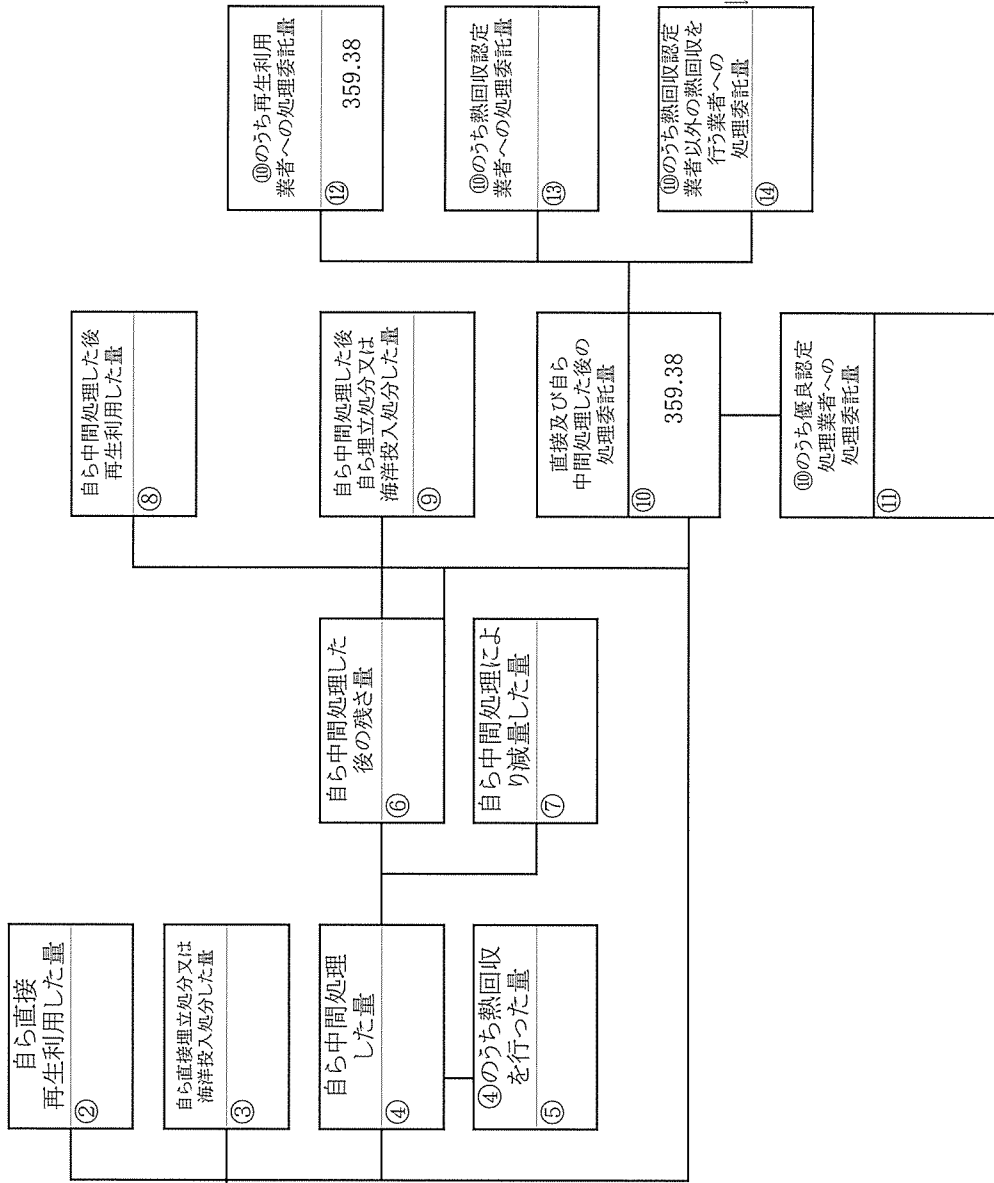 自ら直接
再生利用した量
②
自ら直接埋立処分又は
海洋投入処分した量
③
自ら中間処理
した量
④
④のうち熱回収
を行った量
⑤
自ら中間処理した
後の残さ量
⑥
自ら中間処理によ
り減量した量
⑦
自ら中間処理した後
再生利用した量
⑧
自ら中間処理した後
自ら埋立処分又は
海洋投入処分した量
⑨
直接及び自ら
中間処理した後の
処理委託量
⑩
359.38
⑩のうち優良認定
処理業者への
処理委託量
⑪
⑩のうち再生利用
業者への処理委託量
⑫
359.38
⑩のうち熱回収認定
業者への処理委託量
⑬
⑩のうち熱回収認定
業者以外の熱回収を
行う業者への
処理委託量
⑭